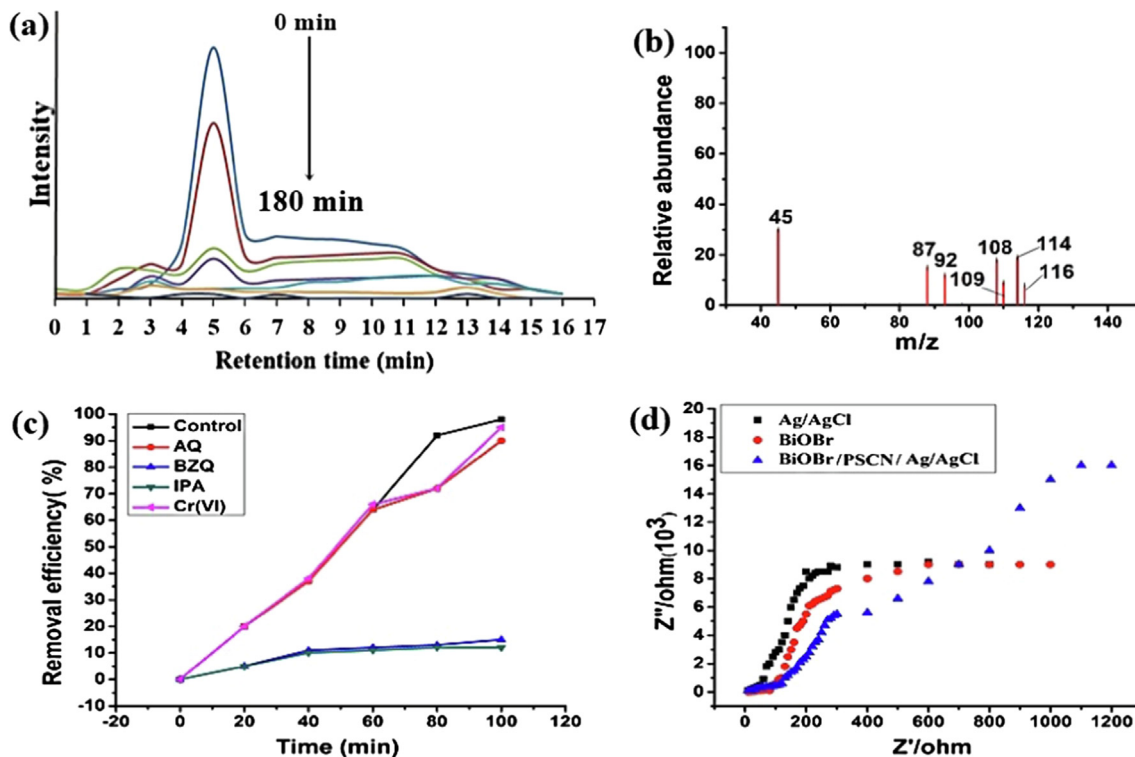 (a)
0 min
180 min
Intensity
0 1 2 3 4 5 6 7 8 9 10 11 12 13 14 15 16 17
Retention time (min)
(b)
Relative abundance
100
80
60
40
20
0
45
87
92
108
109
114
116
40 60 80 100 120 140
m/z
(c)
Removal efficiency( %)
100
90
80
70
60
50
40
30
20
10
0
-10
Control
AQ
BZQ
IPA
Cr(VI)
-20 0 20 40 60 80 100 120
Time (min)
(d)
Z''/ohm(10³)
20
18
16
14
12
10
8
6
4
2
0
Ag/AgCl
BiOBr
BiOBr/PSCN/ Ag/AgCl
0 200 400 600 800 1000 1200
Z'/ohm